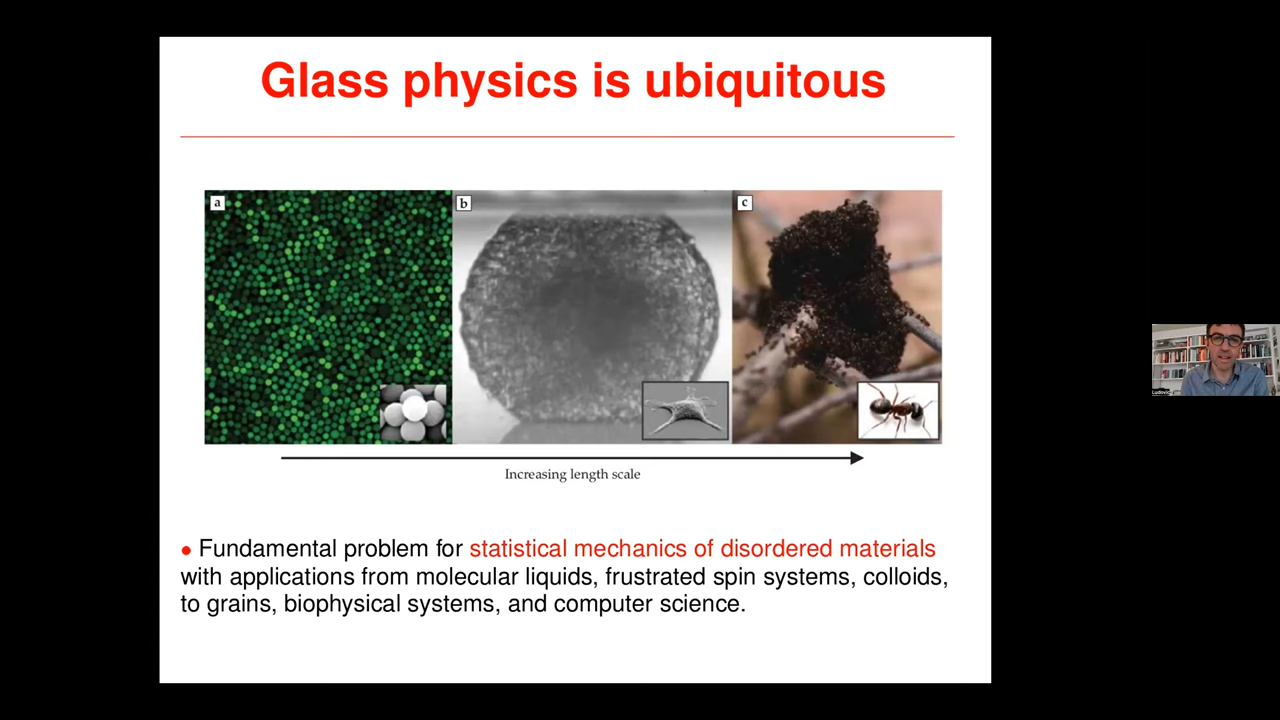 Glass physics is ubiquitous
a
b
c
Increasing length scale
• Fundamental problem for statistical mechanics of disordered materials
with applications from molecular liquids, frustrated spin systems, colloids,
to grains, biophysical systems, and computer science.